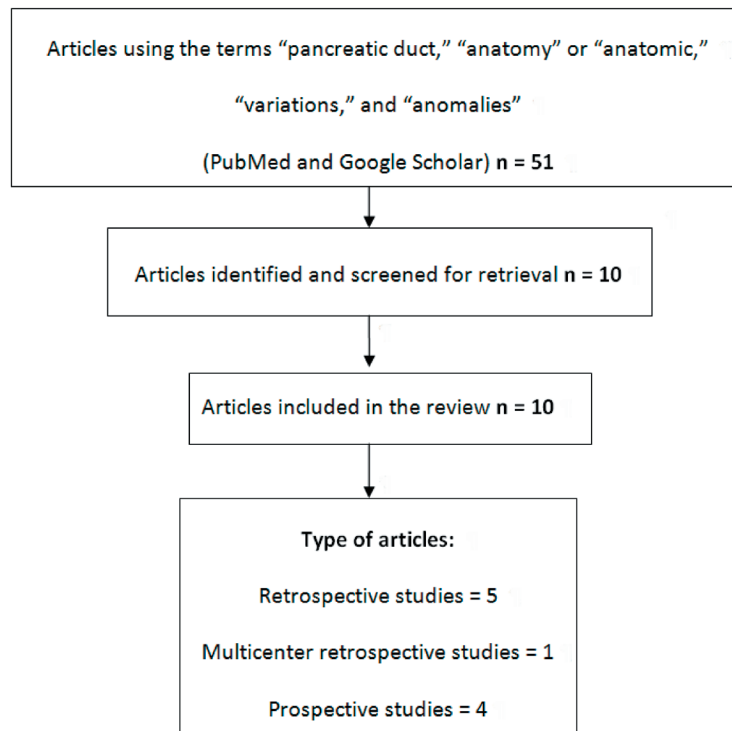 Articles using the terms “pancreatic duct,” “anatomy” or “anatomic,”
“variations,” and “anomalies”
(PubMed and Google Scholar) n = 51
Articles identified and screened for retrieval n = 10
Articles included in the review n = 10
Type of articles:
Retrospective studies = 5
Multicenter retrospective studies = 1
Prospective studies = 4